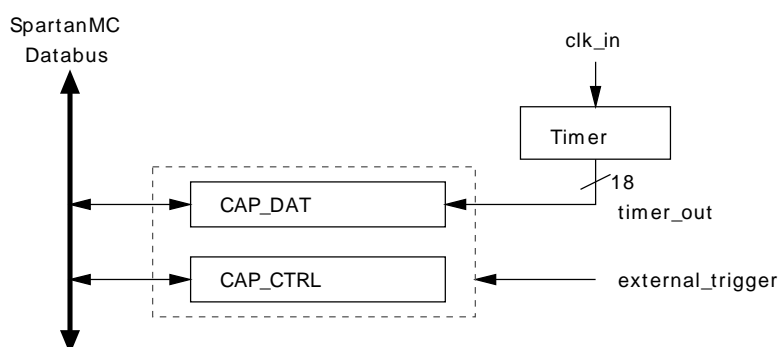 SpartanMC
Databus
clk_in
Timer
18
CAP_DAT
timer_out
CAP_CTRL
external_trigger